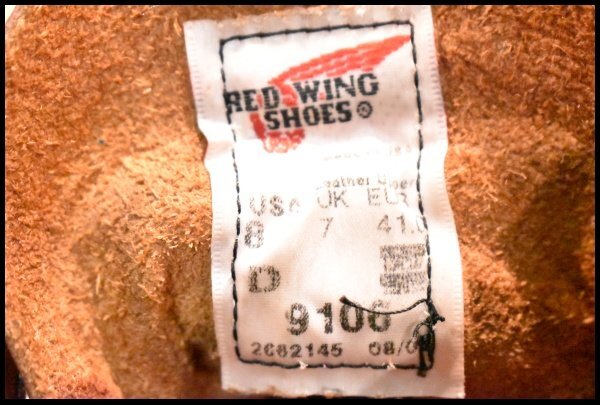 RED WING
SHOES
USA UK EUR
8 7 41.
D
9106
2682145 08/0